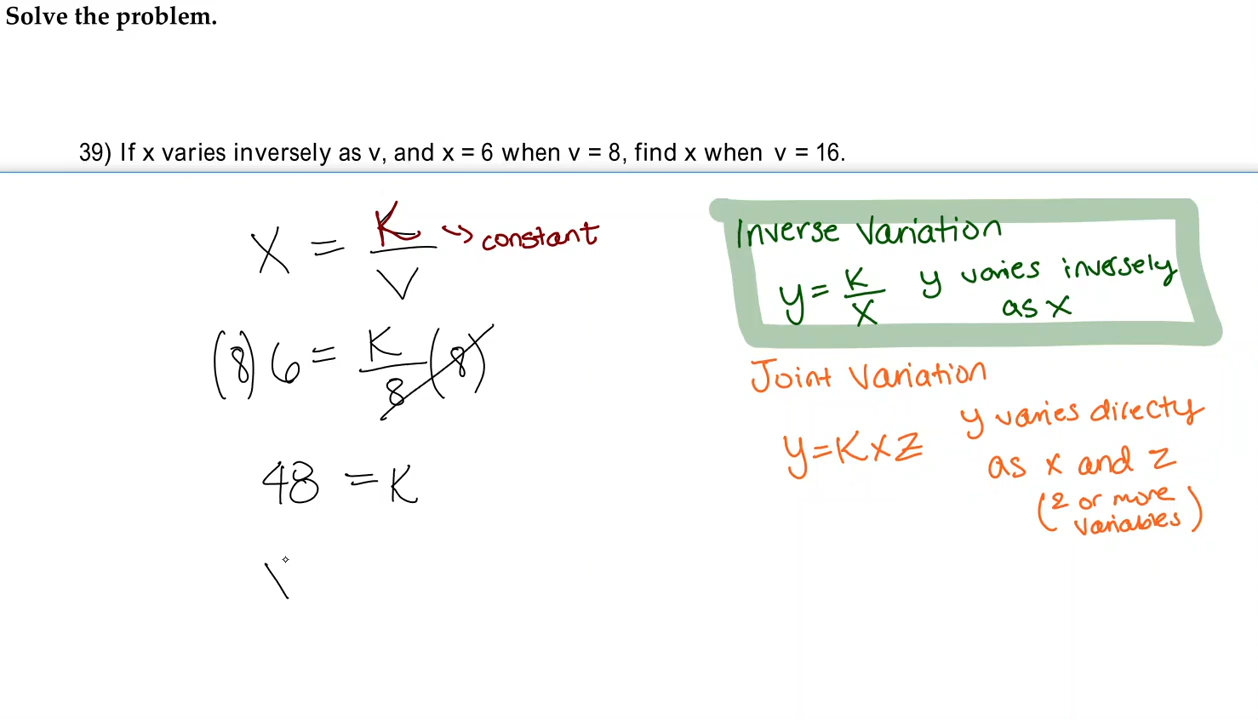 Solve the problem.
39) If x varies inversely as v, and x = 6 when v = 8, find x when v = 16.
X = K/V → constant
(8) 6 = K/8 (8)
48 = K
Inverse Variation
y = K/X y varies inversely
as X
Joint Variation
y = KXZ y varies directy
as x and z
(2 or more
variables)